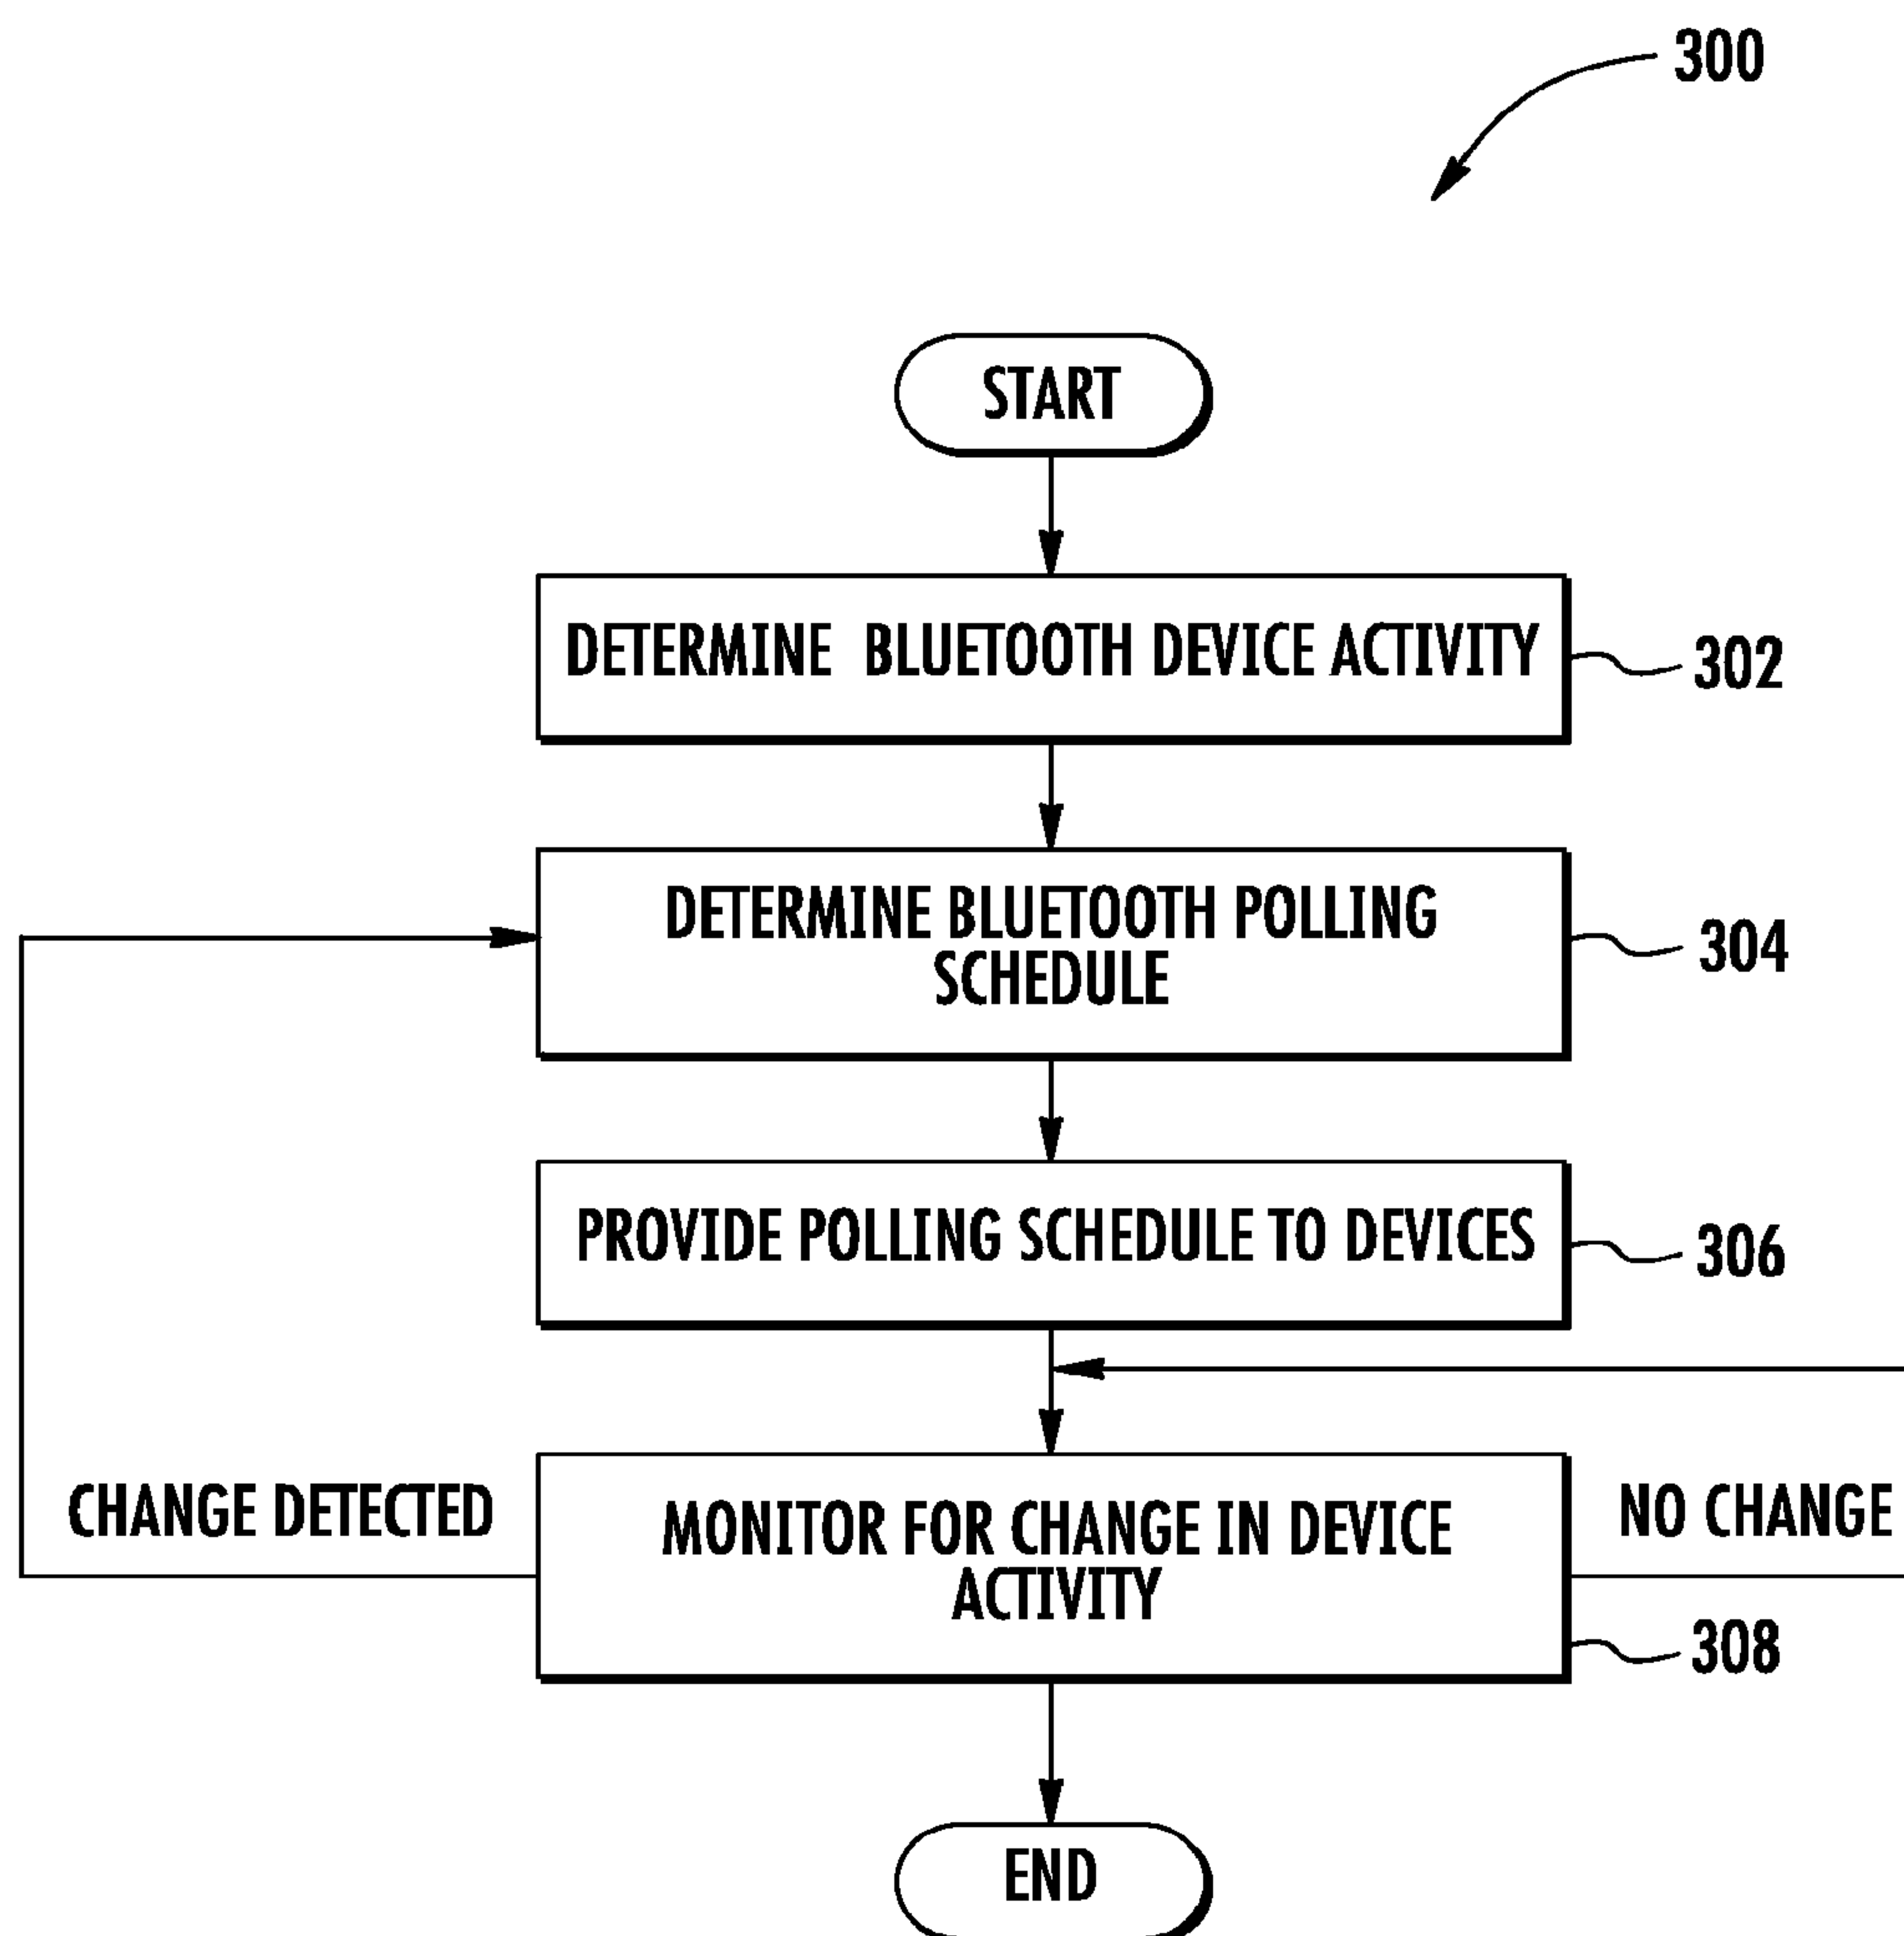 300
START
DETERMINE BLUETOOTH DEVICE ACTIVITY
302
DETERMINE BLUETOOTH POLLING
SCHEDULE
304
PROVIDE POLLING SCHEDULE TO DEVICES
306
CHANGE DETECTED
MONITOR FOR CHANGE IN DEVICE
ACTIVITY
NO CHANGE
308
END